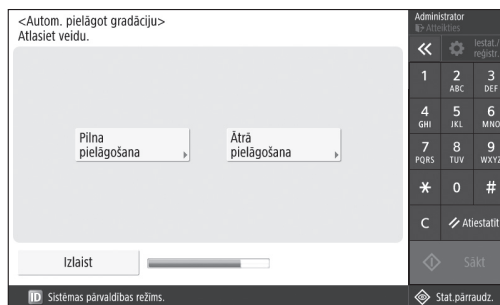 <Autom. pielāgot gradāciju>
Atlasiet veidu.
Pilna
pielāgošana
Ātrā
pielāgošana
Izlaist
ID Sistēmas pārvaldības režīms.
Administrator
Atteikties
Iestat./
reģistr.
1
2
ABC
3
DEF
4
GHI
5
JKL
6
MNO
7
PQRS
8
TUV
9
WXYZ
*
0
#
C
Atiestatīt
Sākt
Stat.pārraudz.